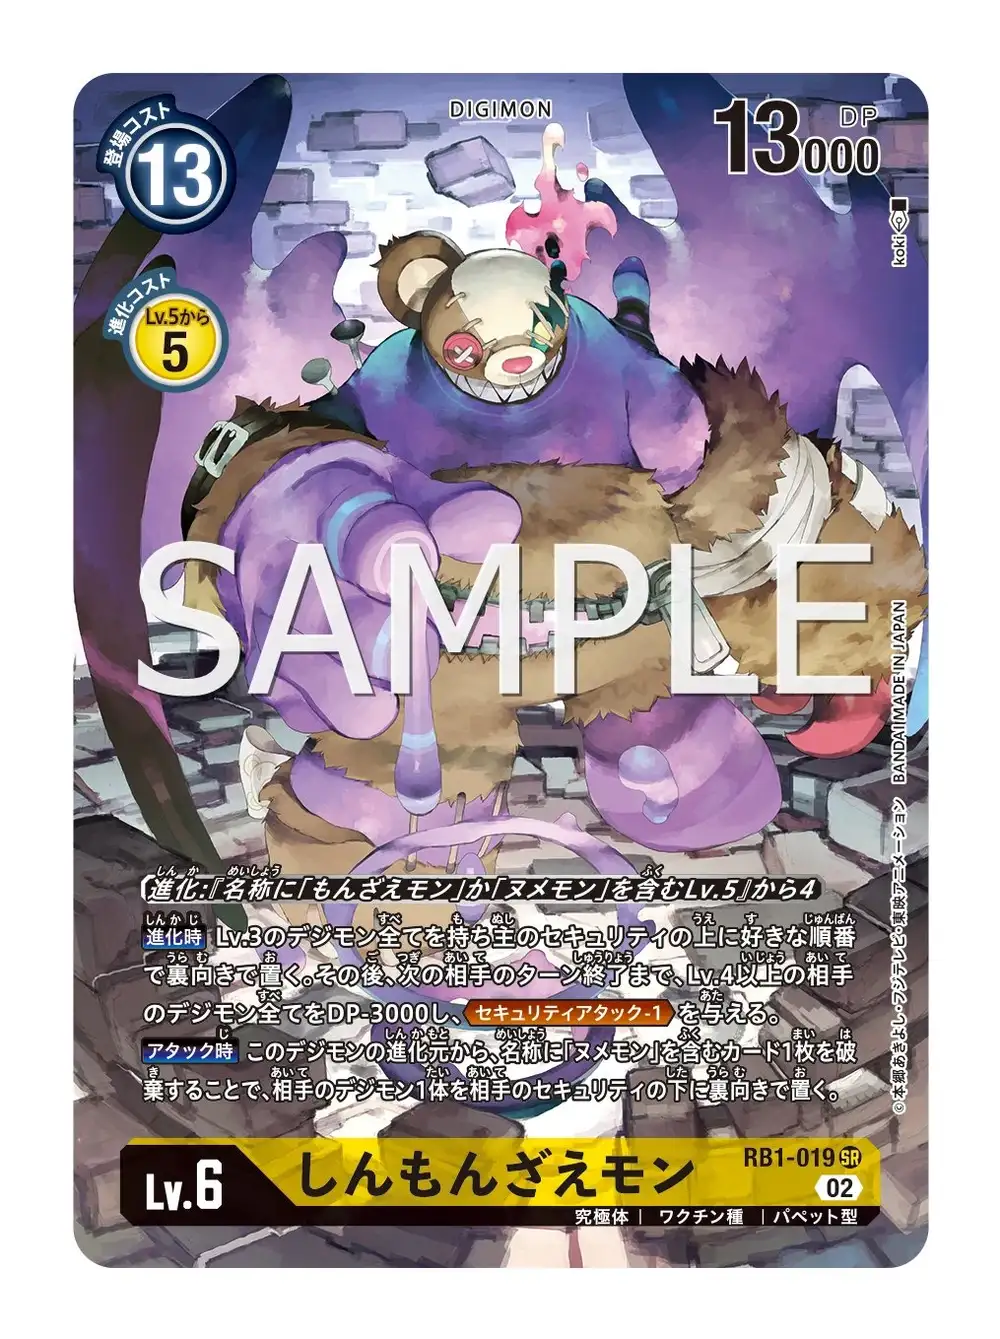 DIGIMON
登場コスト
13
DP
13000
koki
進化コスト
Lv.5から
5
SAMPLE
進化:『名称に「もんざえモン」か「ヌメモン」を含むLv.5』から4
進化時 Lv.3のデジモン全てを持ち主のセキュリティの上に好きな順番
で裏向きで置く。その後、次の相手のターン終了まで、Lv.4以上の相手
のデジモン全てをDP-3000し、セキュリティアタック-1を与える。
アタック時 このデジモンの進化元から、名称に「ヌメモン」を含むカード1枚を破
棄することで、相手のデジモン1体を相手のセキュリティの下に裏向きで置く。
©本郷あきよし・フジテレビ・東映アニメーション BANDAI MADE IN JAPAN
Lv.6
しんもんざえモン
RB1-019 SR
02
究極体 | ワクチン種 | パペット型